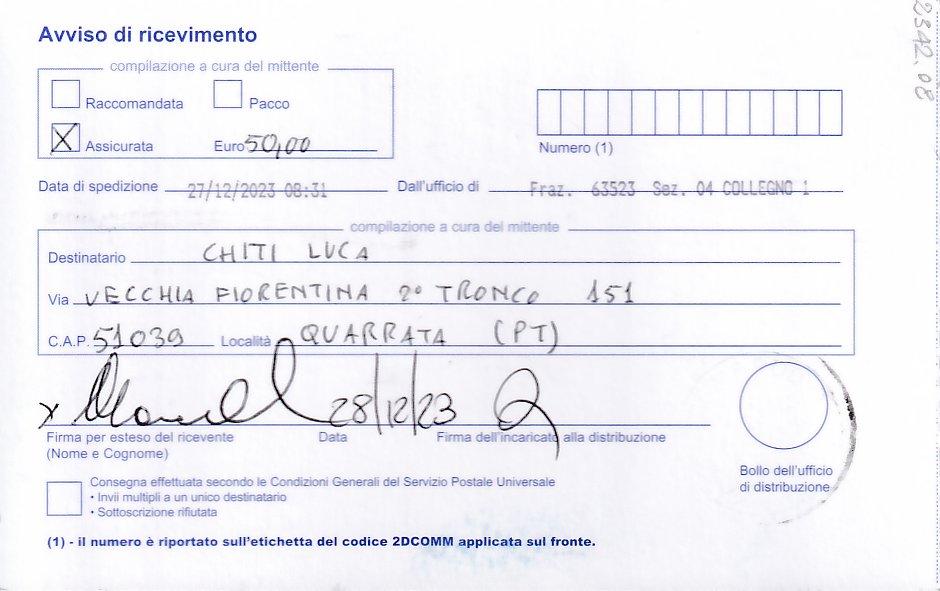 2342.08
Avviso di ricevimento
compilazione a cura del mittente
Raccomandata Pacco
X Assicurata Euro 50,00
Numero (1)
Data di spedizione 27/12/2023 08:31 Dall'ufficio di Fraz. 63523 Sez. 04 COLLEGNO 1
compilazione a cura del mittente
Destinatario CHITI LUCA
Via VECCHIA FIORENTINA 2° TRONCO 151
C.A.P. 51039 Località QUARRATA (PT)
x 28/12/23
Firma per esteso del ricevente Data Firma dell'incaricato alla distribuzione
(Nome e Cognome)
Bollo dell'ufficio
di distribuzione
Consegna effettuata secondo le Condizioni Generali del Servizio Postale Universale
• Invii multipli a un unico destinatario
• Sottoscrizione rifiutata
(1) - il numero è riportato sull'etichetta del codice 2DCOMM applicata sul fronte.